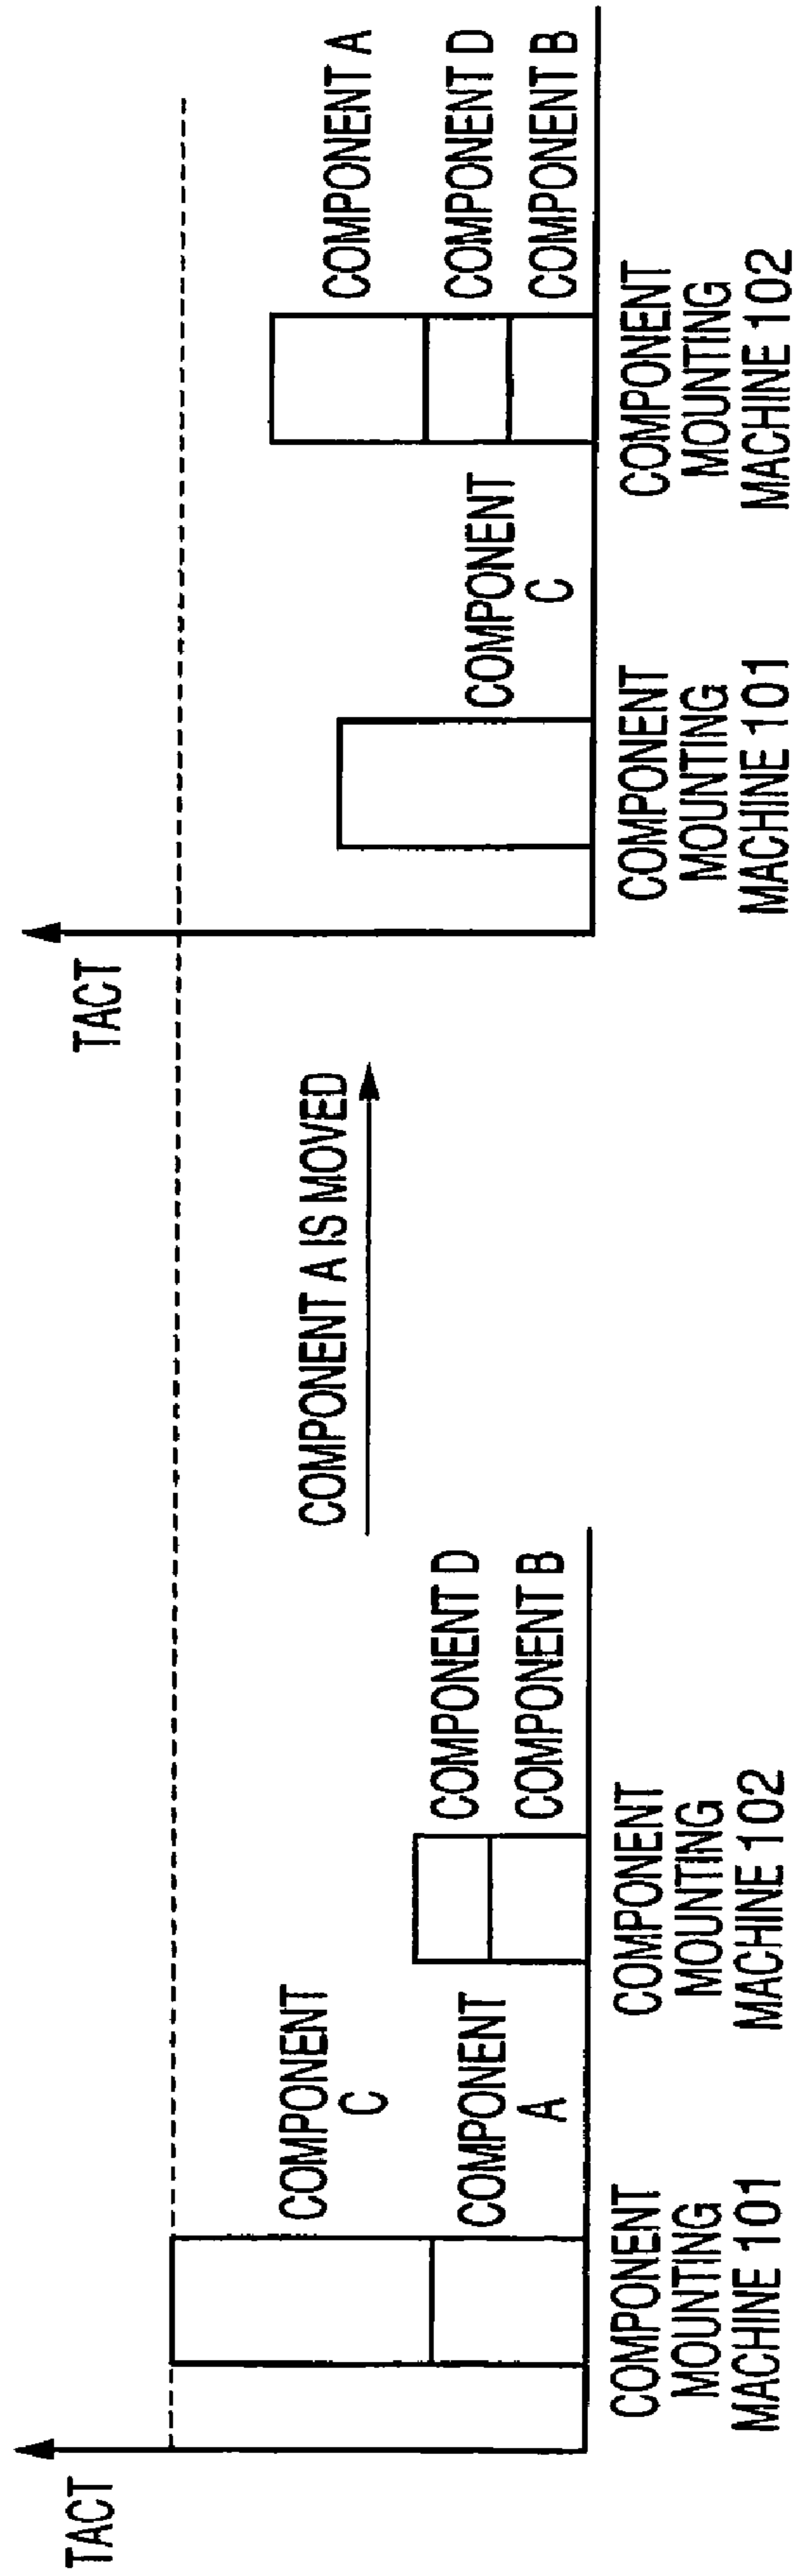 TACT
COMPONENT
C
COMPONENT
A
COMPONENT D
COMPONENT B
COMPONENT
MOUNTING
MACHINE 101
COMPONENT
MOUNTING
MACHINE 102
COMPONENT A IS MOVED
TACT
COMPONENT
C
COMPONENT A
COMPONENT D
COMPONENT B
COMPONENT
MOUNTING
MACHINE 101
COMPONENT
MOUNTING
MACHINE 102